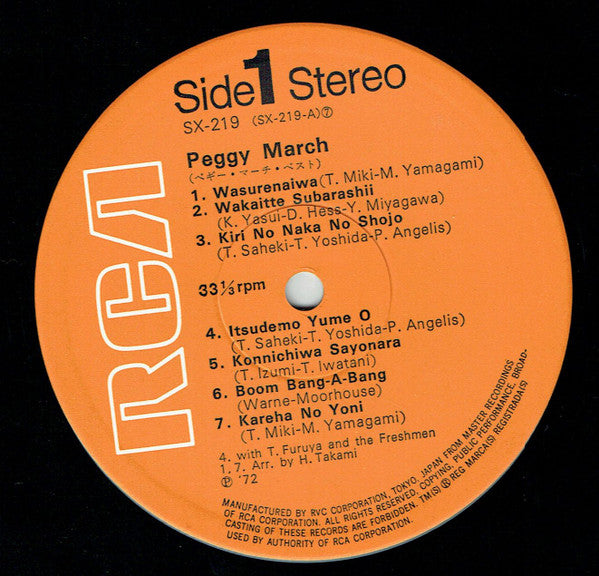 RCA
Side 1 Stereo
SX-219 (SX-219-A)⑦
Peggy March
(ペギー・マーチ・ベスト)
1. Wasurenaiwa (T. Miki-M. Yamagami)
2. Wakaitte Subarashii
(K. Yasui-D. Hess-Y. Miyagawa)
3. Kiri No Naka No Shojo
(T. Saheki-T. Yoshida-P. Angelis)
33⅓ rpm
4. Itsudemo Yume O
(T. Saheki-T. Yoshida-P. Angelis)
5. Konnichiwa Sayonara
(T. Izumi-T. Iwatani)
6. Boom Bang-A-Bang
(Warne-Moorhouse)
7. Kareha No Yoni
(T. Miki-M. Yamagami)
4. with T. Furuya and the Freshmen
1.7. Arr. by H. Takami
℗ '72
MANUFACTURED BY RVC CORPORATION, TOKYO, JAPAN FROM MASTER RECORDINGS
OF RCA CORPORATION. ALL RIGHTS RESERVED. COPYING, PUBLIC PERFORMANCE, BROAD-
CASTING OF THESE RECORDS ARE FORBIDDEN. TM(S) ® REG MARCA(S) REGISTRADA(S)
USED BY AUTHORITY OF RCA CORPORATION.